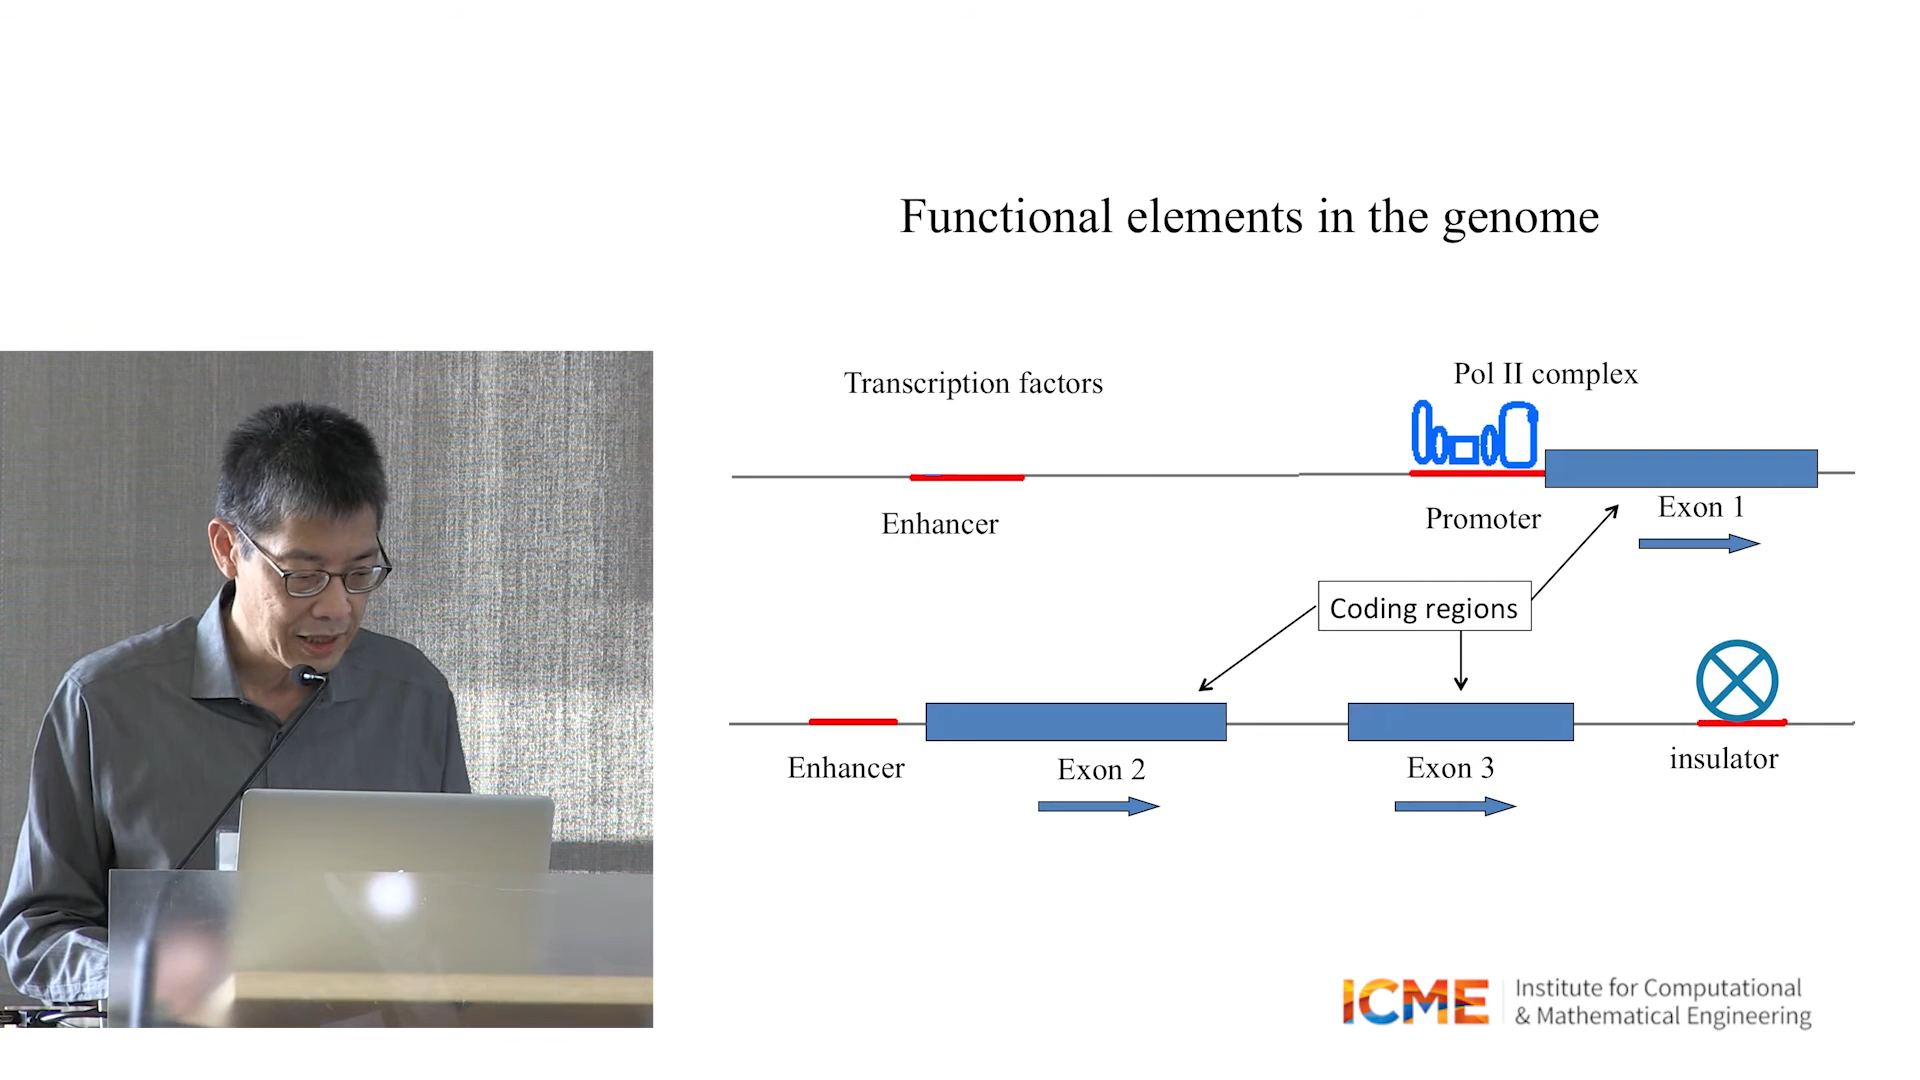 Functional elements in the genome
Transcription factors
Pol II complex
Enhancer
Promoter
Exon 1
Coding regions
Enhancer
Exon 2
Exon 3
insulator
ICME
Institute for Computational
& Mathematical Engineering